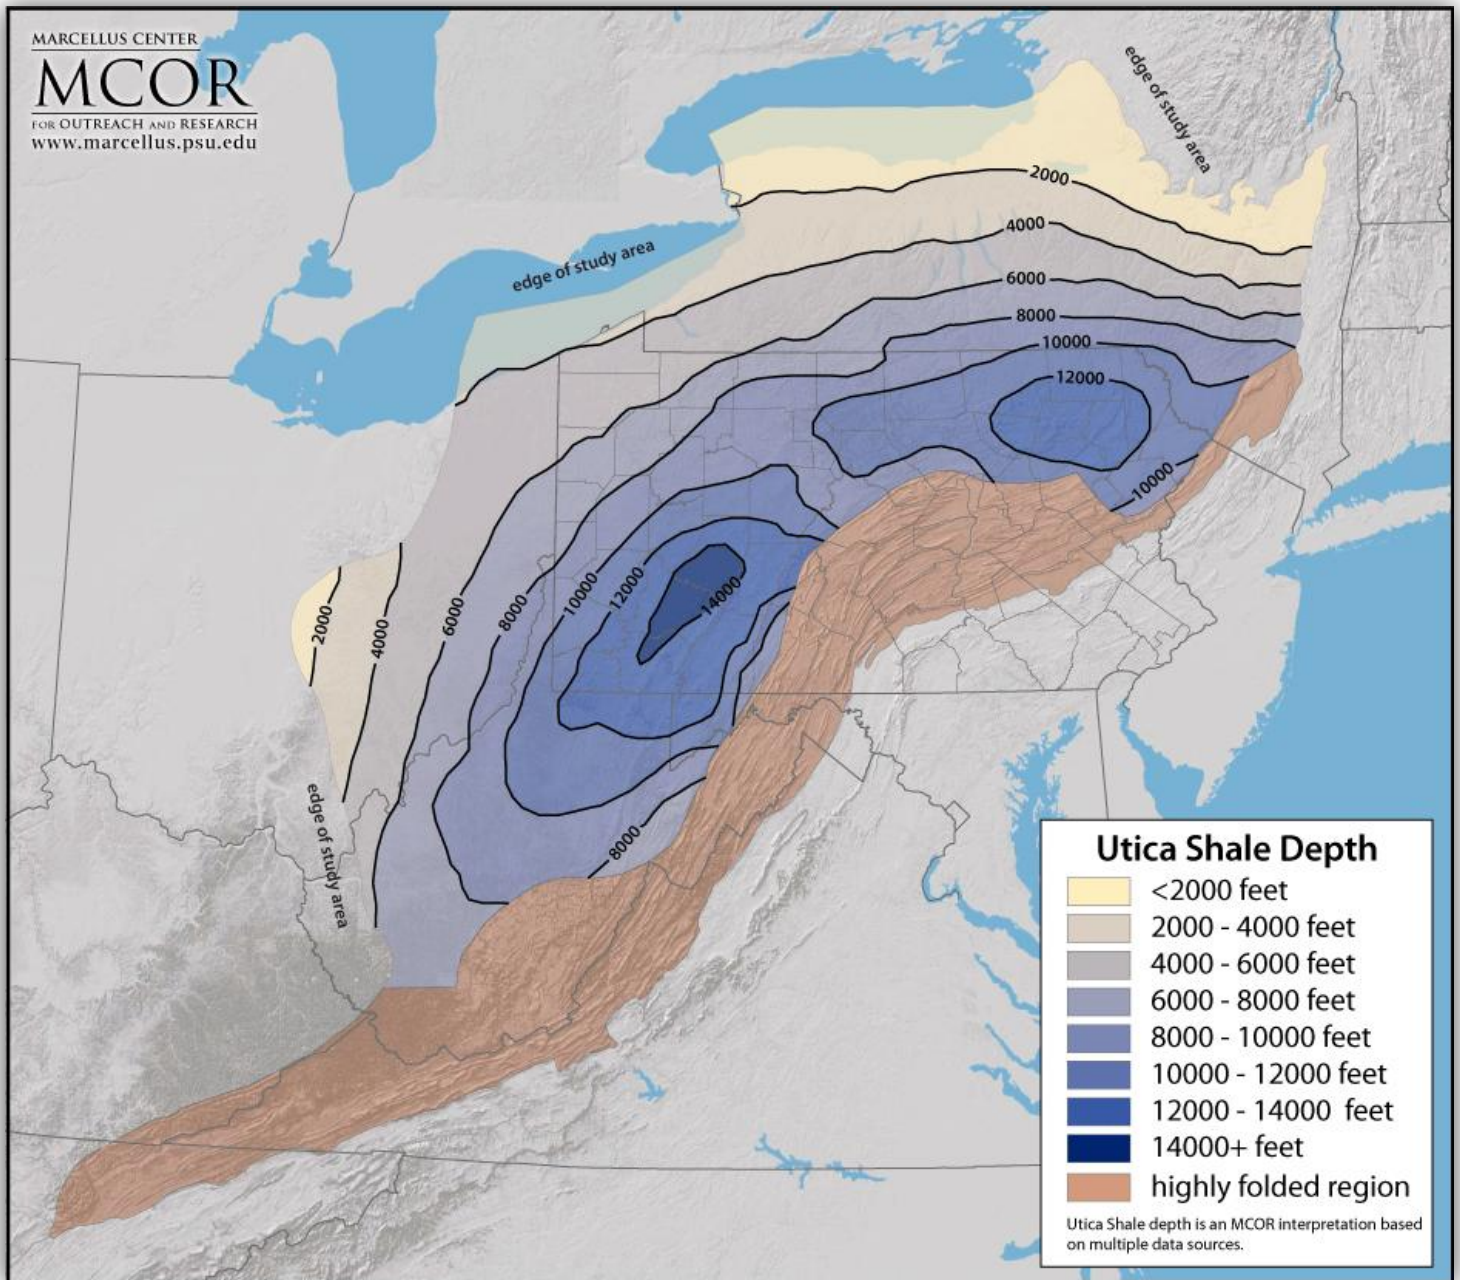 MARCELLUS CENTER
MCOR
FOR OUTREACH AND RESEARCH
www.marcellus.psu.edu
edge of study area
2000
4000
edge of study area
6000
8000
10000
12000
10000
14000
12000
10000
8000
6000
4000
2000
8000
edge of study area
Utica Shale Depth
<2000 feet
2000 - 4000 feet
4000 - 6000 feet
6000 - 8000 feet
8000 - 10000 feet
10000 - 12000 feet
12000 - 14000 feet
14000+ feet
highly folded region
Utica Shale depth is an MCOR interpretation based
on multiple data sources.